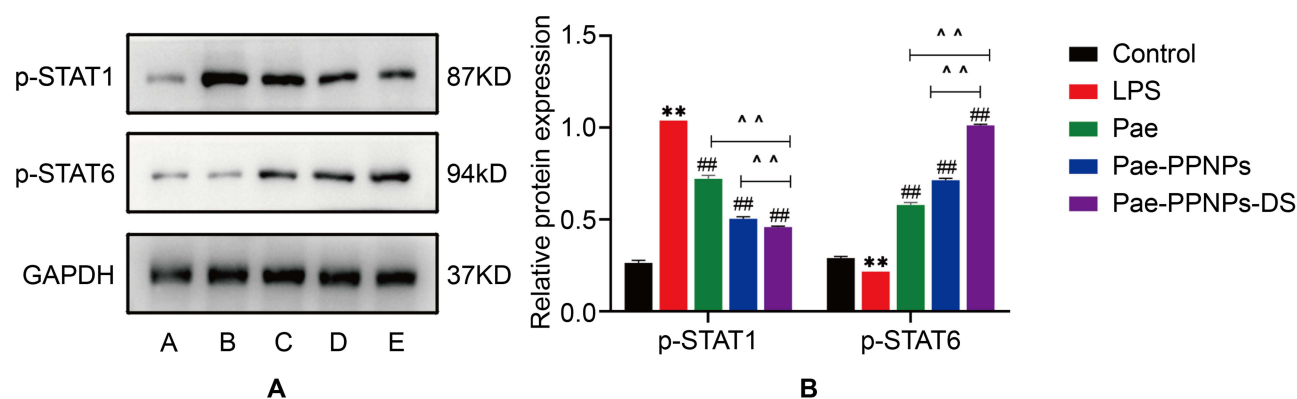 p-STAT1 87KD
p-STAT6 94kD
GAPDH 37KD
A B C D E
A
Relative protein expression
1.5
1.0
0.5
0.0
** ## ## ## ^ ^ ^ ^
** ## ## ## ^ ^ ^ ^
p-STAT1 p-STAT6
B
Control
LPS
Pae
Pae-PPNPs
Pae-PPNPs-DS